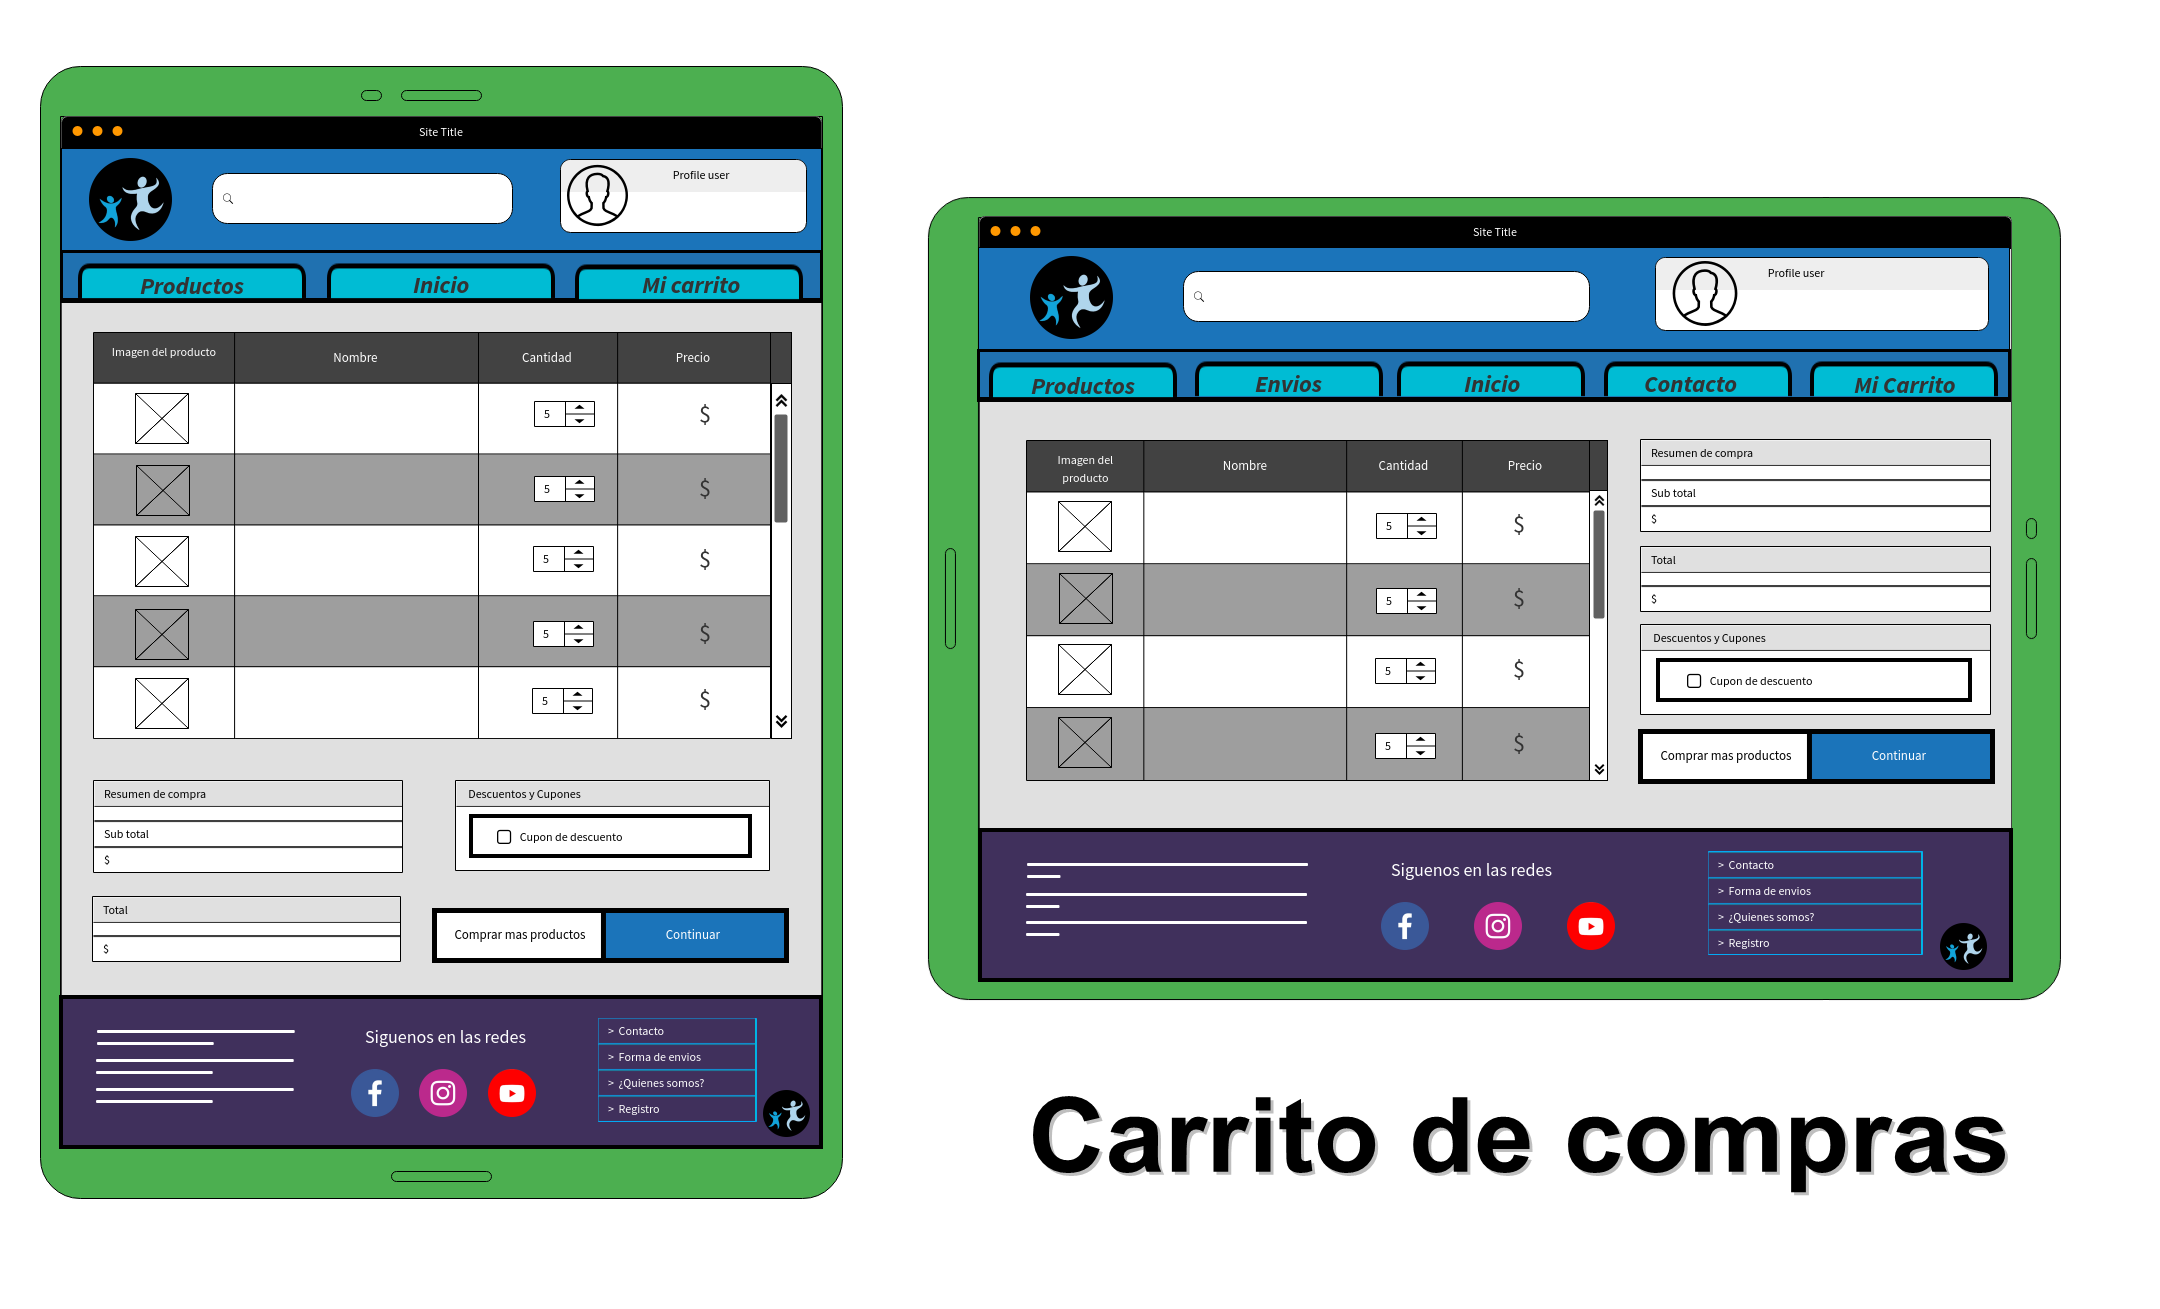 Site Title
Profile user
Productos
Inicio
Mi carrito
Imagen del producto
Nombre
Cantidad
Precio
5
$
5
$
5
$
5
$
5
$
Resumen de compra
Sub total
$
Descuentos y Cupones
Cupon de descuento
Total
$
Comprar mas productos
Continuar
Siguenos en las redes
> Contacto
> Forma de envios
> ¿Quienes somos?
> Registro
Site Title
Profile user
Productos
Envios
Inicio
Contacto
Mi Carrito
Imagen del
producto
Nombre
Cantidad
Precio
5
$
5
$
5
$
5
$
Resumen de compra
Sub total
$
Total
$
Descuentos y Cupones
Cupon de descuento
Comprar mas productos
Continuar
Siguenos en las redes
> Contacto
> Forma de envios
> ¿Quienes somos?
> Registro
Carrito de compras